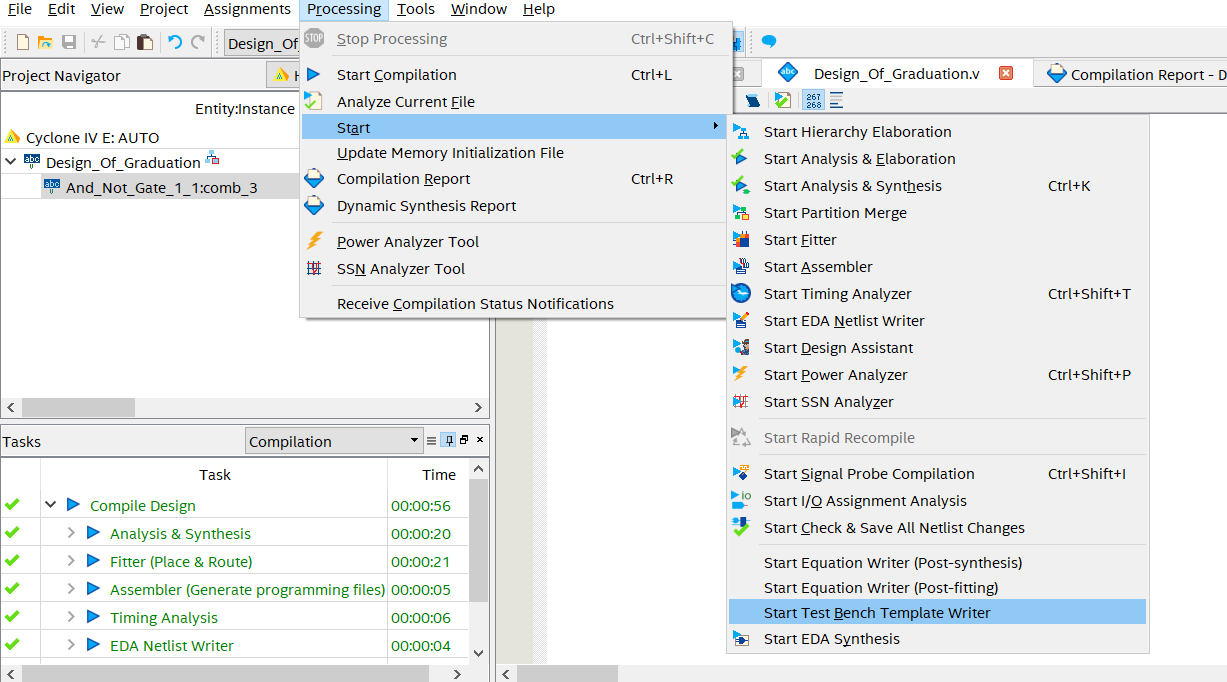 File Edit View Project Assignments Processing Tools Window Help
Design_Of_
Project Navigator
Entity:Instance
Cyclone IV E: AUTO
Design_Of_Graduation
And_Not_Gate_1_1:comb_3
STOP Stop Processing Ctrl+Shift+C
Start Compilation Ctrl+L
Analyze Current File
Start
Update Memory Initialization File
Compilation Report Ctrl+R
Dynamic Synthesis Report
Power Analyzer Tool
SSN Analyzer Tool
Receive Compilation Status Notifications
abc Design_Of_Graduation.v
Compilation Report - D
267
268
Start Hierarchy Elaboration
Start Analysis & Elaboration
Start Analysis & Synthesis Ctrl+K
Start Partition Merge
Start Fitter
Start Assembler
Start Timing Analyzer Ctrl+Shift+T
Start EDA Netlist Writer
Start Design Assistant
Start Power Analyzer Ctrl+Shift+P
Start SSN Analyzer
Start Rapid Recompile
Start Signal Probe Compilation Ctrl+Shift+I
Start I/O Assignment Analysis
Start Check & Save All Netlist Changes
Start Equation Writer (Post-synthesis)
Start Equation Writer (Post-fitting)
Start Test Bench Template Writer
Start EDA Synthesis
Tasks Compilation
Task Time
Compile Design 00:00:56
Analysis & Synthesis 00:00:20
Fitter (Place & Route) 00:00:21
Assembler (Generate programming files) 00:00:05
Timing Analysis 00:00:06
EDA Netlist Writer 00:00:04